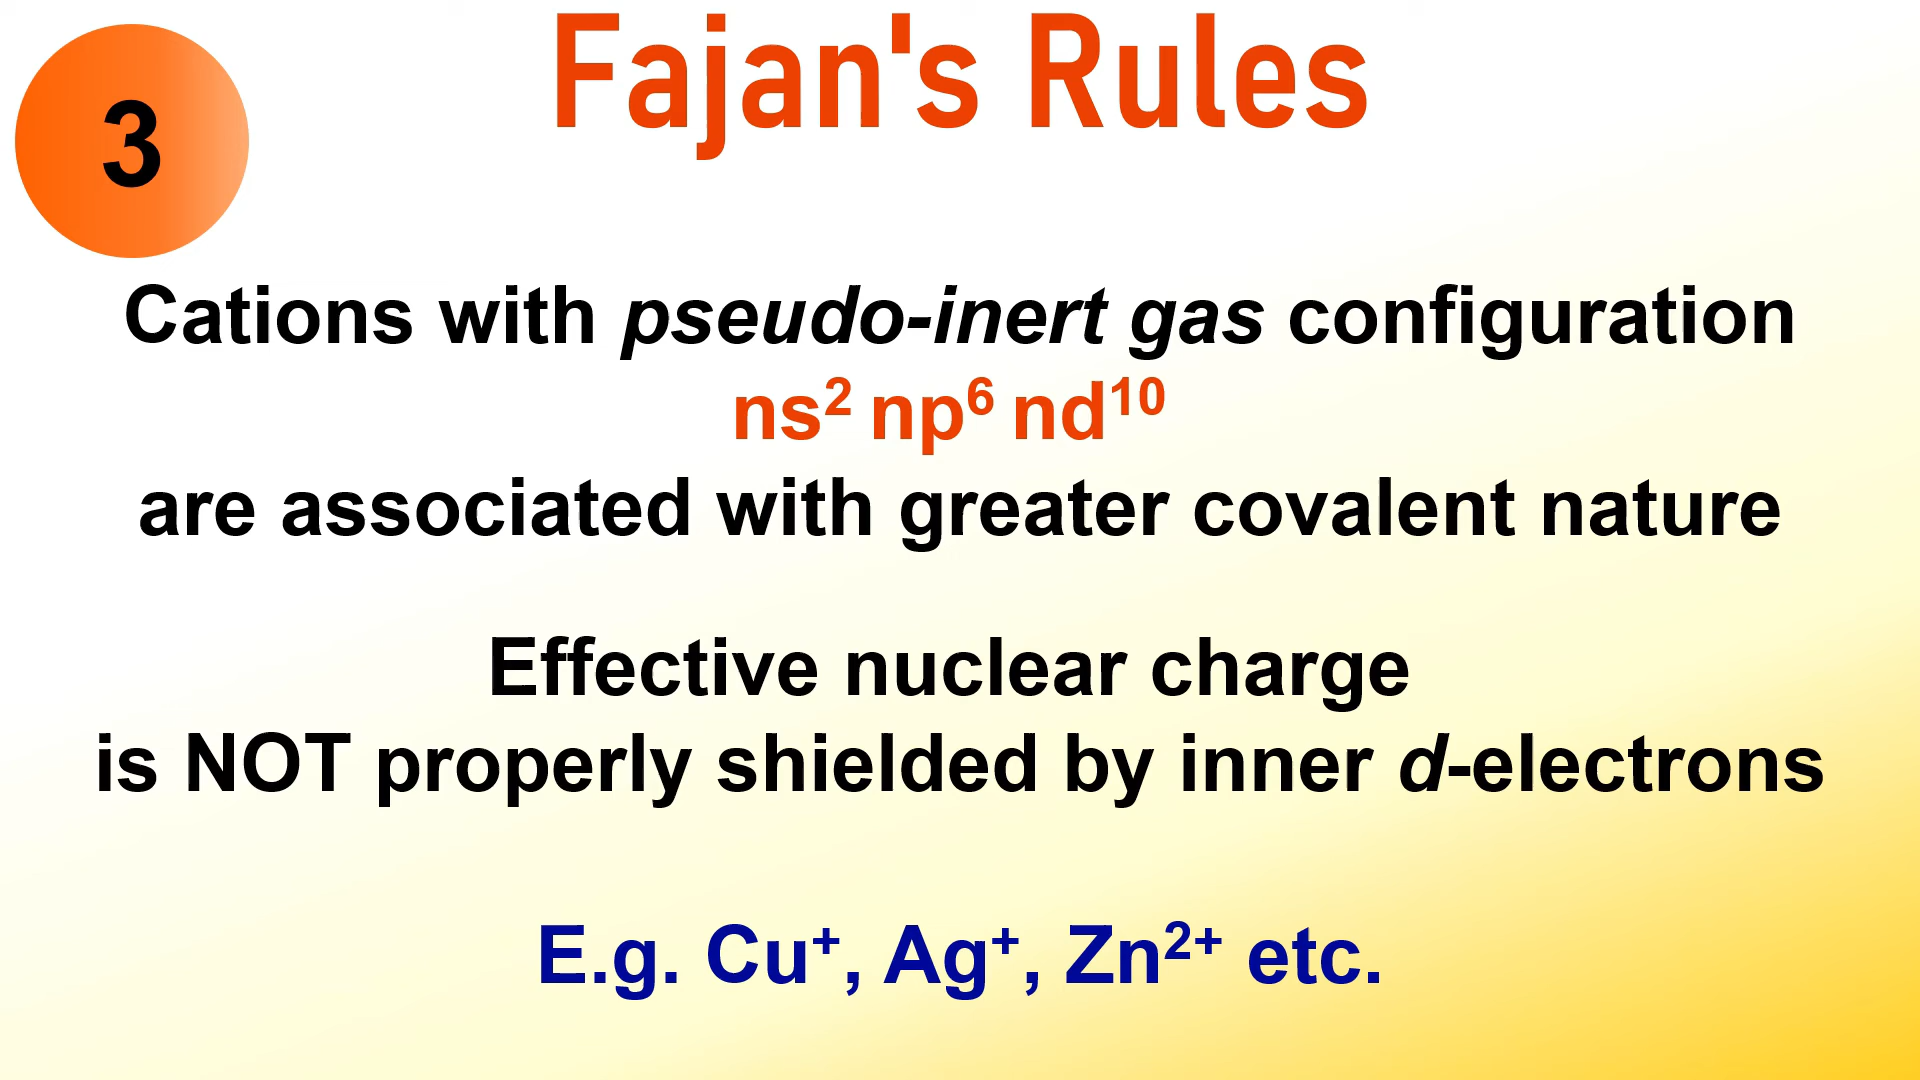 3
Fajan's Rules
Cations with pseudo-inert gas configuration
ns² np⁶ nd¹⁰
are associated with greater covalent nature
Effective nuclear charge
is NOT properly shielded by inner d-electrons
E.g. Cu⁺, Ag⁺, Zn²⁺ etc.